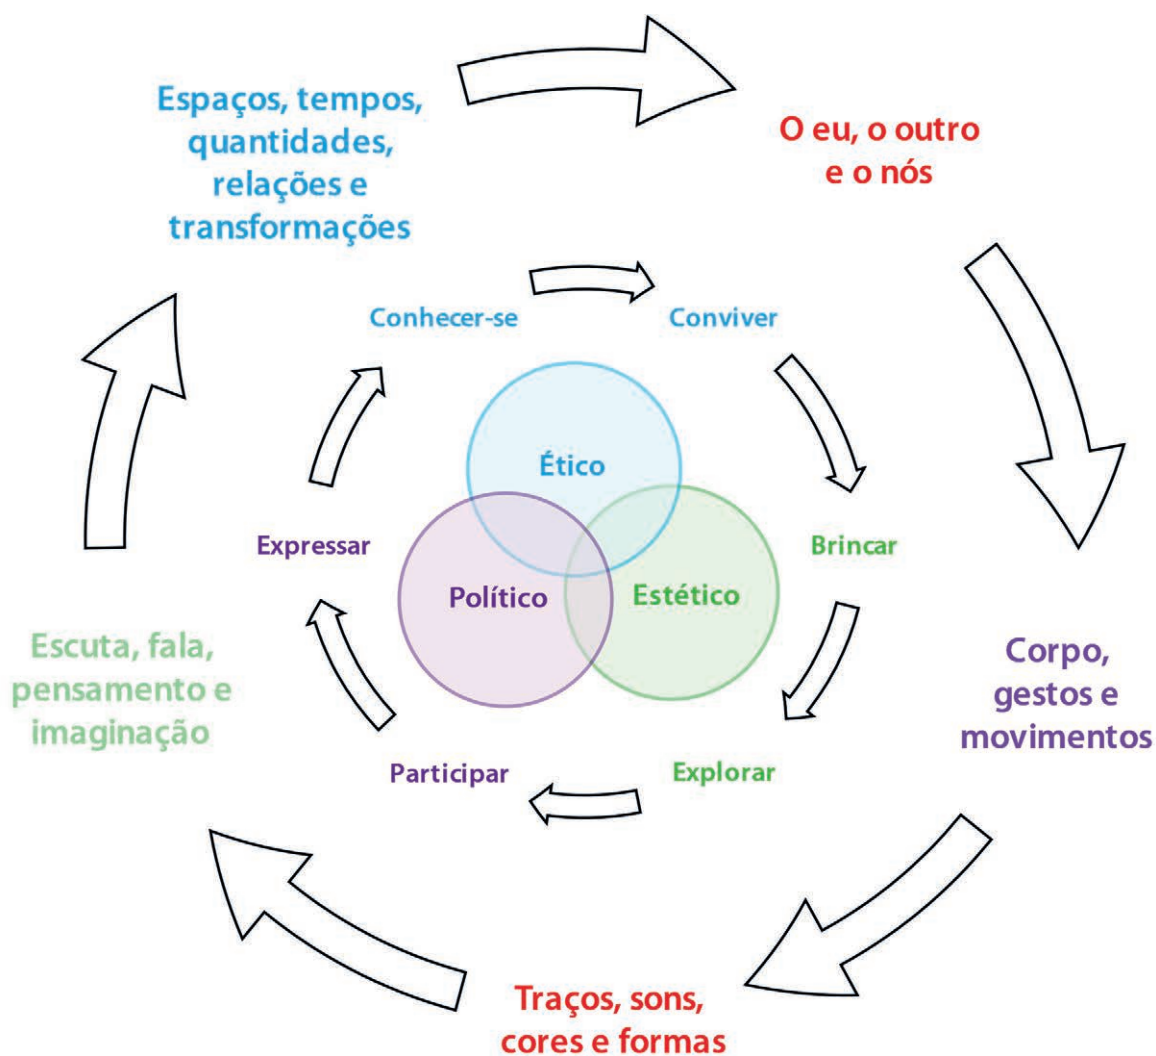 Espaços, tempos,
quantidades,
relações e
transformações
O eu, o outro
e o nós
Conhecer-se
Conviver
Ético
Expressar
Brincar
Político
Estético
Escuta, fala,
pensamento e
imaginação
Corpo,
gestos e
movimentos
Participar
Explorar
Traços, sons,
cores e formas